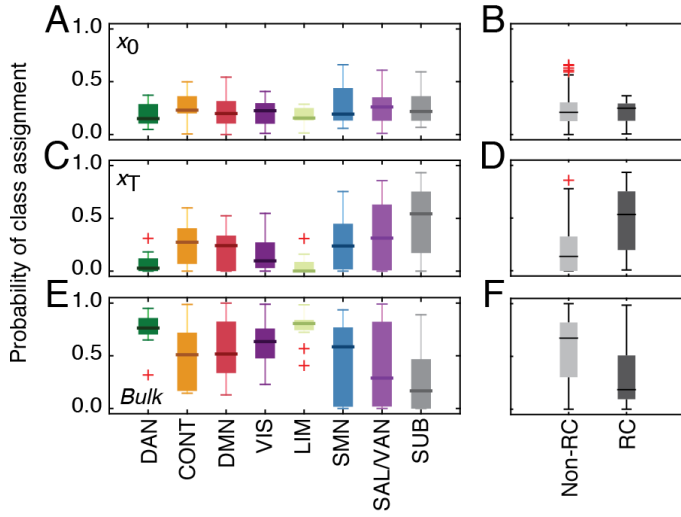 A
B
x0
1.0
0.5
0.0
C
D
xT
1.0
0.5
0.0
E
F
1.0
0.5
0.0
Bulk
Probability of class assignment
DAN
CONT
DMN
VIS
LIM
SMN
SAL/VAN
SUB
Non-RC
RC